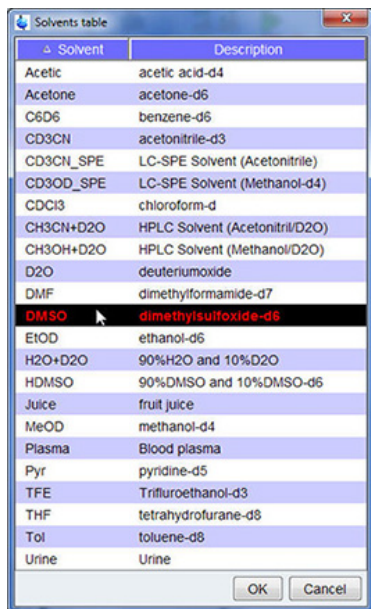 Solvents table
Solvent Description
Acetic acetic acid-d4
Acetone acetone-d6
C6D6 benzene-d6
CD3CN acetonitrile-d3
CD3CN_SPE LC-SPE Solvent (Acetonitrile)
CD3OD_SPE LC-SPE Solvent (Methanol-d4)
CDCl3 chloroform-d
CH3CN+D2O HPLC Solvent (Acetonitril/D2O)
CH3OH+D2O HPLC Solvent (Methanol/D2O)
D2O deuteriumoxide
DMF dimethylformamide-d7
DMSO dimethylsulfoxide-d6
EtOD ethanol-d6
H2O+D2O 90%H2O and 10%D2O
HDMSO 90%DMSO and 10%DMSO-d6
Juice fruit juice
MeOD methanol-d4
Plasma Blood plasma
Pyr pyridine-d5
TFE Trifluroethanol-d3
THF tetrahydrofurane-d8
Tol toluene-d8
Urine Urine
OK Cancel